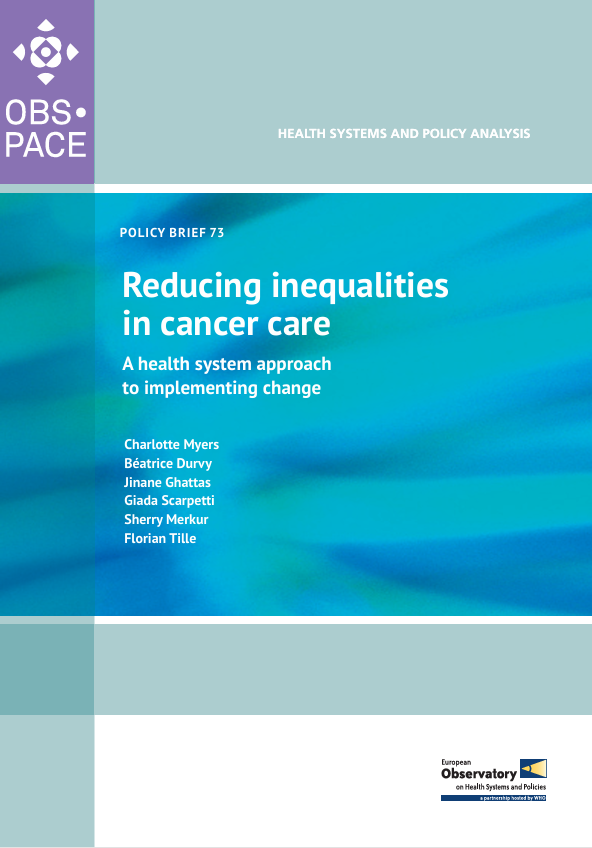 OBS•
PACE
HEALTH SYSTEMS AND POLICY ANALYSIS
POLICY BRIEF 73
Reducing inequalities
in cancer care
A health system approach
to implementing change
Charlotte Myers
Béatrice Durvy
Jinane Ghattas
Giada Scarpetti
Sherry Merkur
Florian Tille
European
Observatory
on Health Systems and Policies
a partnership hosted by WHO